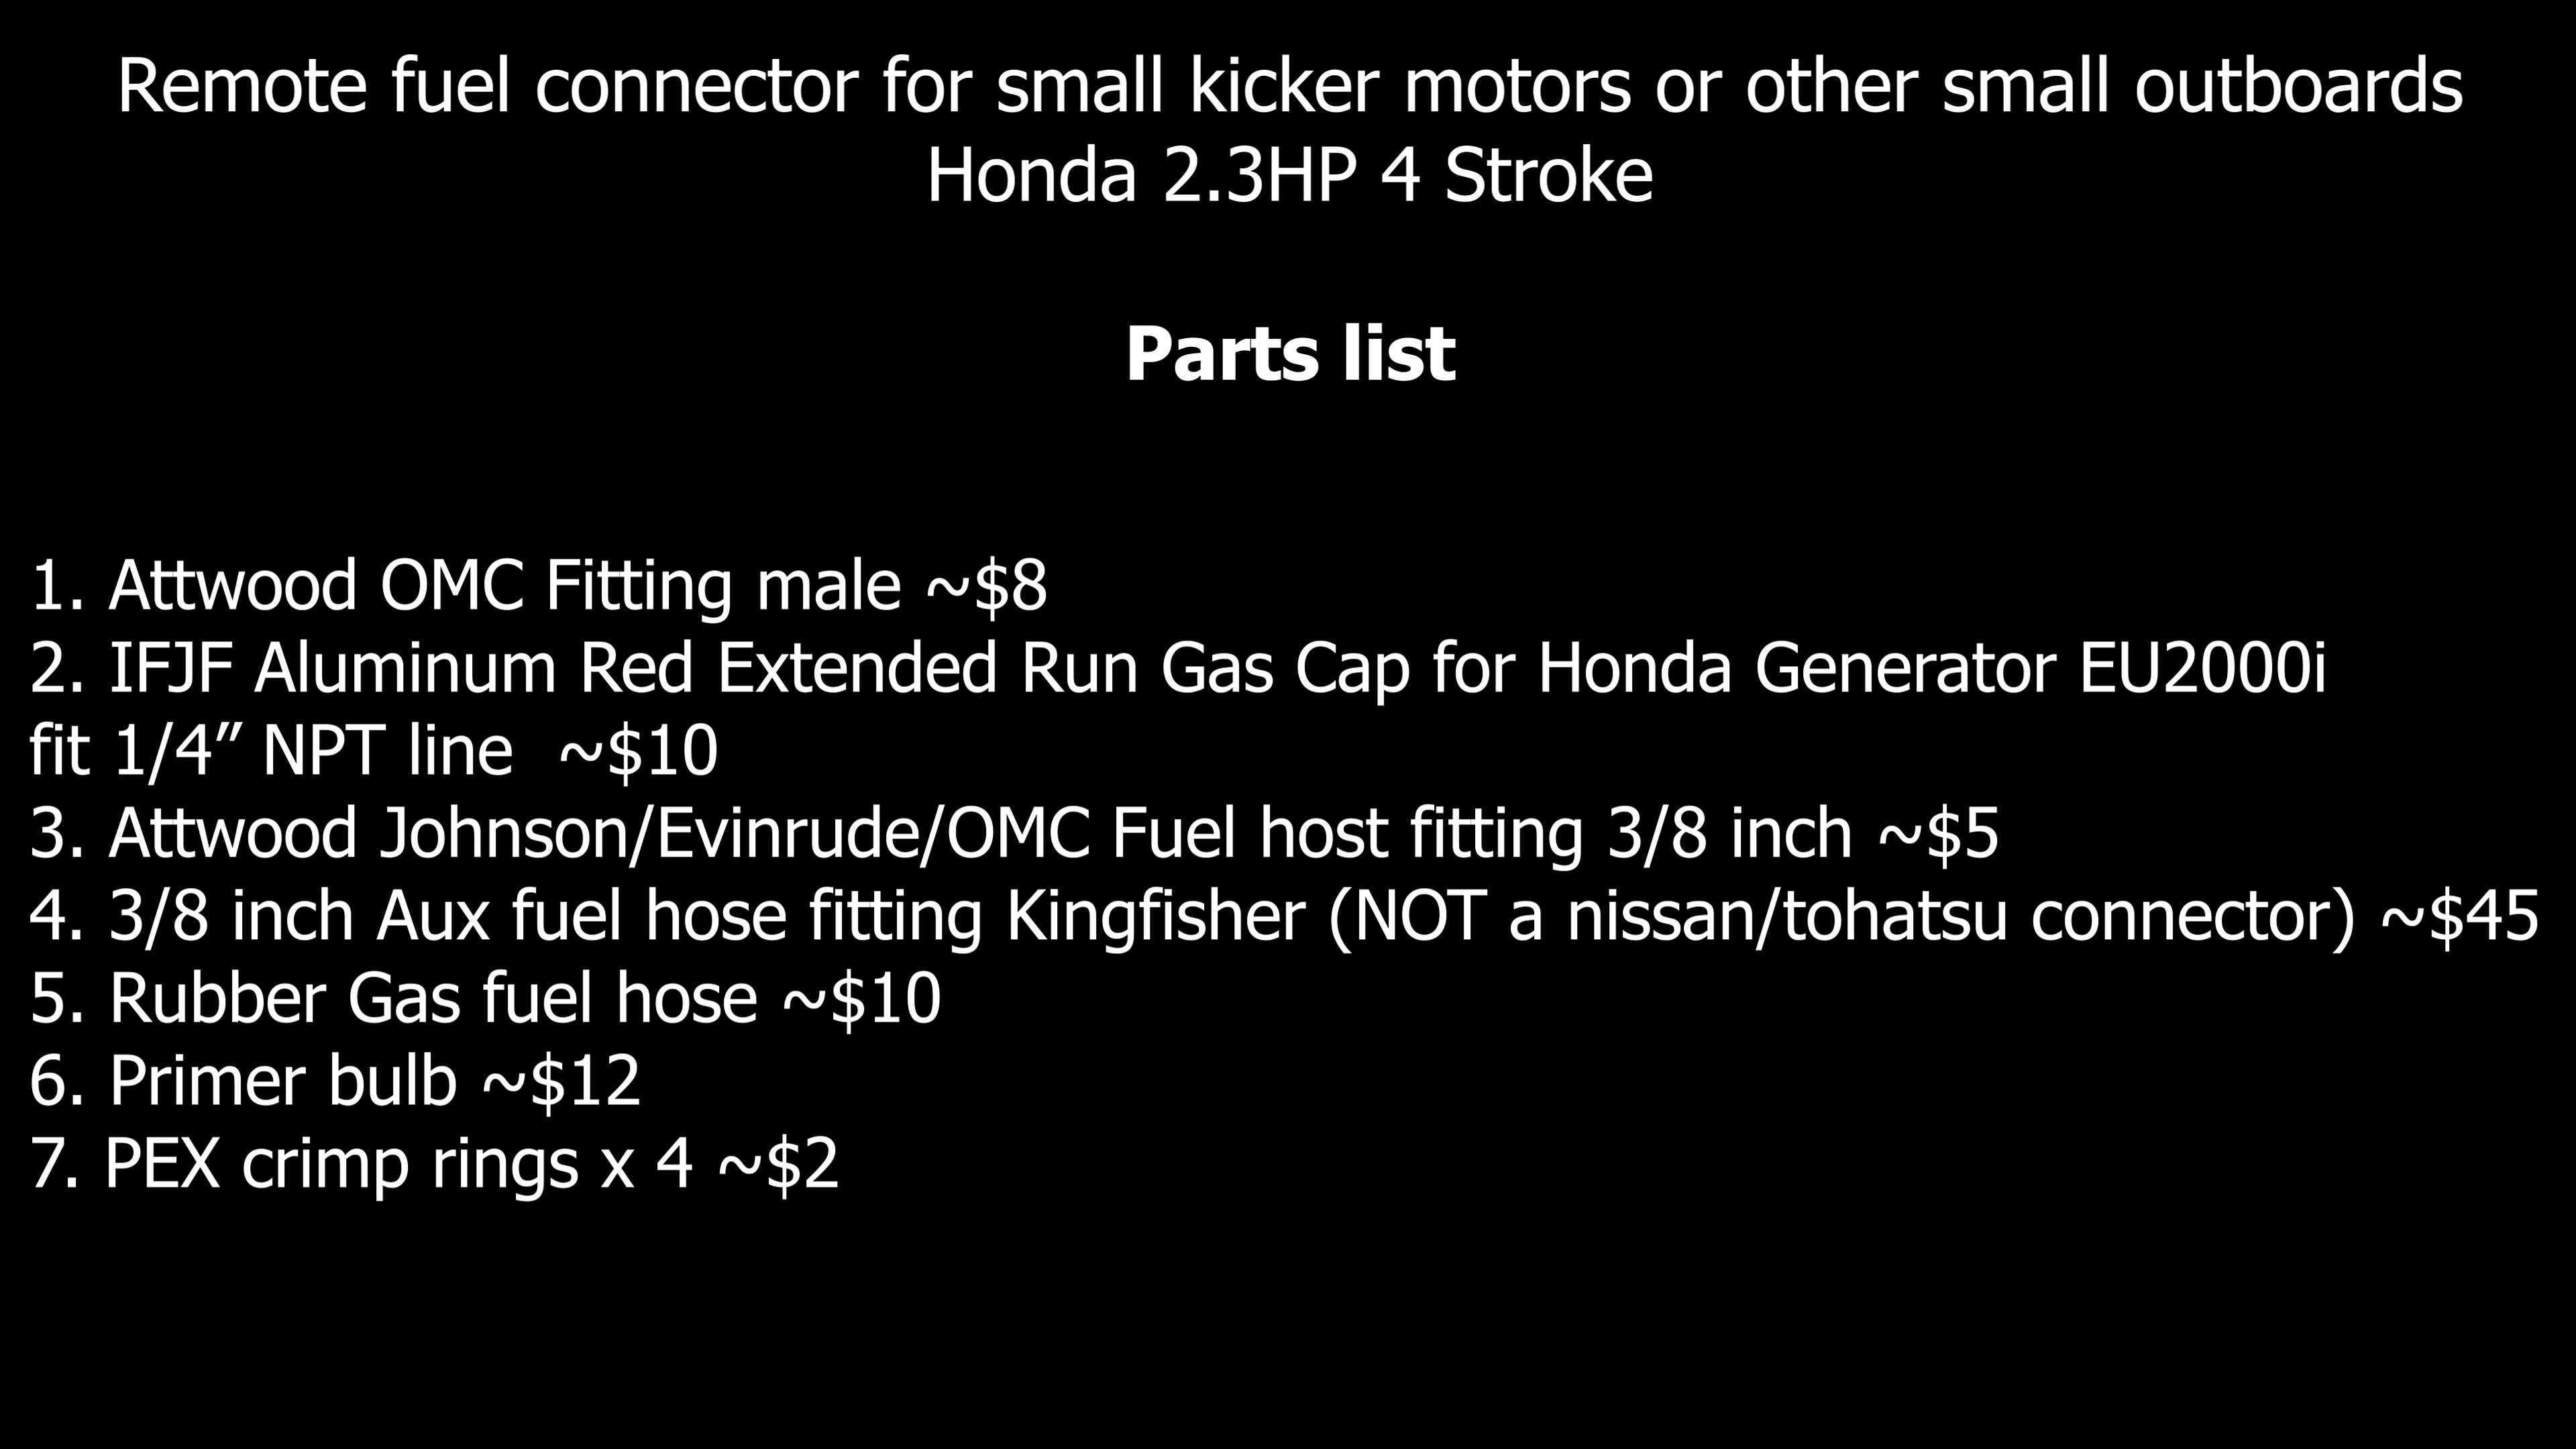 Remote fuel connector for small kicker motors or other small outboards
Honda 2.3HP 4 Stroke
Parts list
1. Attwood OMC Fitting male ~$8
2. IFJF Aluminum Red Extended Run Gas Cap for Honda Generator EU2000i
fit 1/4” NPT line  ~$10
3. Attwood Johnson/Evinrude/OMC Fuel host fitting 3/8 inch ~$5
4. 3/8 inch Aux fuel hose fitting Kingfisher (NOT a nissan/tohatsu connector) ~$45
5. Rubber Gas fuel hose ~$10
6. Primer bulb ~$12
7. PEX crimp rings x 4 ~$2